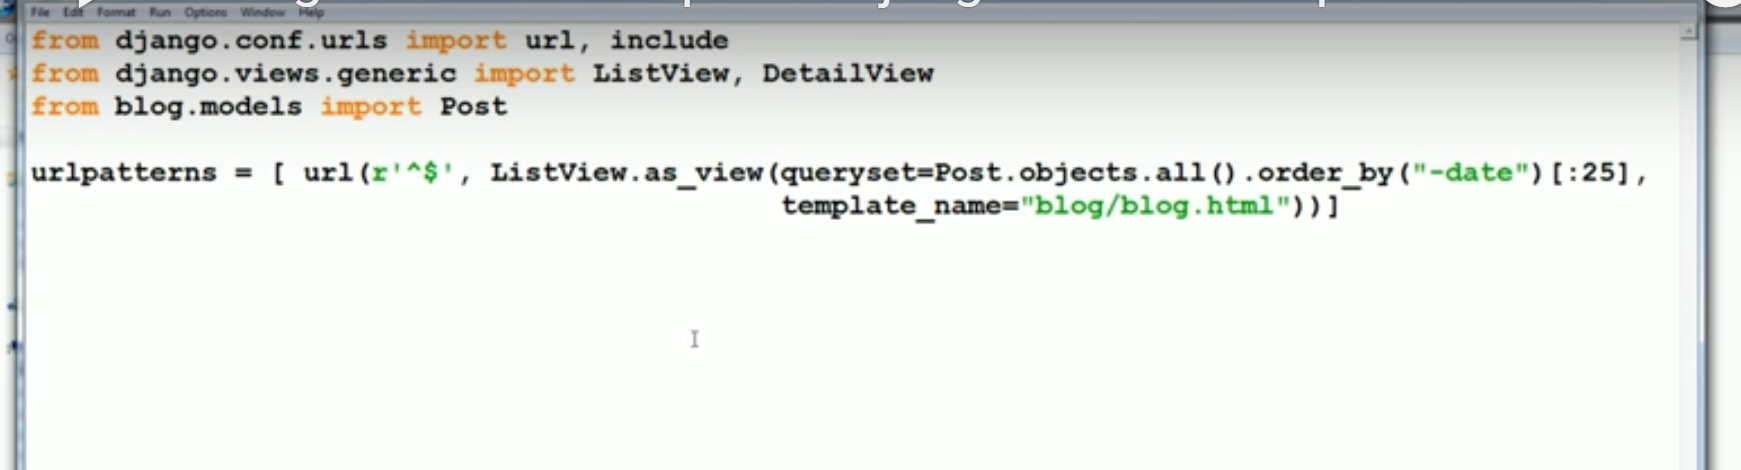 File Edit Format Run Options Window Help
from django.conf.urls import url, include
from django.views.generic import ListView, DetailView
from blog.models import Post
urlpatterns = [ url(r'^$', ListView.as_view(queryset=Post.objects.all().order_by("-date")[:25],
template_name="blog/blog.html"))]